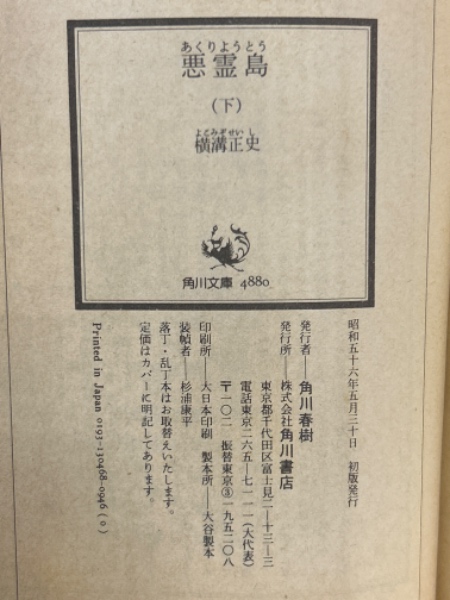 あくりようとう
悪霊島
(下)
よこみぞせいし
横溝正史
角川文庫 4880
昭和五十六年五月三十日 初版発行
発行者―角川春樹
発行所―株式会社角川書店
東京都千代田区富士見二―十三―三
電話東京二六五―七一一一(大代表)
〒一〇二 振替東京③一九五二〇八
印刷所―大日本印刷 製本所―大谷製本
装幀者―杉浦康平
落丁・乱丁本はお取替えいたします。
定価はカバーに明記してあります。
Printed in Japan 0193-130468-0946 (0)